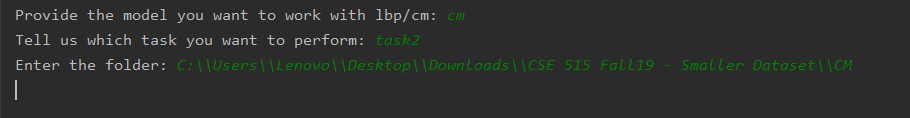 Provide the model you want to work with lbp/cm: cm
Tell us which task you want to perform: task2
Enter the folder: C:\\Users\\Lenovo\\Desktop\\Downloads\\CSE 515 Fall19 - Smaller Dataset\\CM